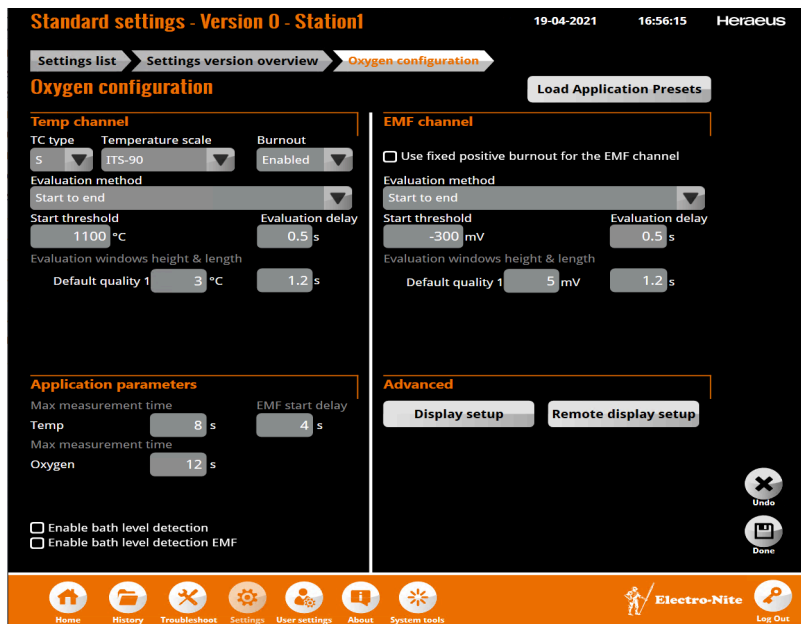 Standard settings - Version 0 - Station1 19-04-2021 16:56:15 Heraeus
Settings list Settings version overview Oxygen configuration
Oxygen configuration
Load Application Presets
Temp channel
TC type Temperature scale Burnout
S ITS-90 Enabled
Evaluation method
Start to end
Start threshold Evaluation delay
1100 °C 0.5 s
Evaluation windows height & length
Default quality 1 3 °C 1.2 s
EMF channel
Use fixed positive burnout for the EMF channel
Evaluation method
Start to end
Start threshold Evaluation delay
-300 mV 0.5 s
Evaluation windows height & length
Default quality 1 5 mV 1.2 s
Application parameters
Max measurement time EMF start delay
Temp 8 s 4 s
Max measurement time
Oxygen 12 s
Enable bath level detection
Enable bath level detection EMF
Advanced
Display setup Remote display setup
Undo
Done
Home History Troubleshoot Settings User settings About System tools Electro-Nite Log Out